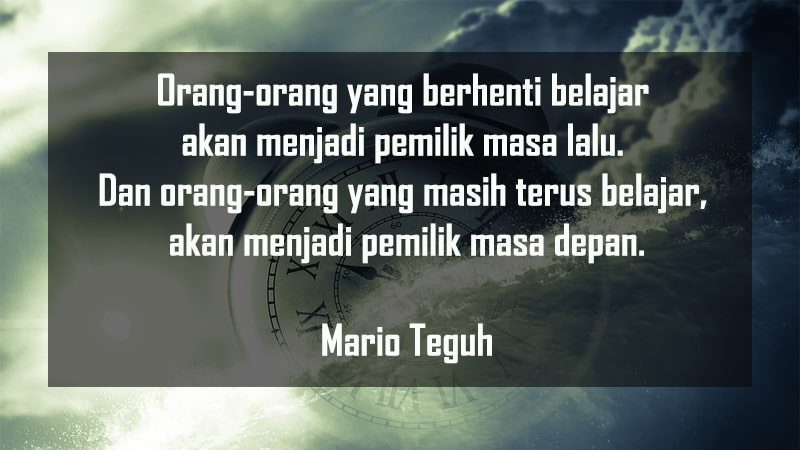 Orang-orang yang berhenti belajar
akan menjadi pemilik masa lalu.
Dan orang-orang yang masih terus belajar,
akan menjadi pemilik masa depan.
Mario Teguh